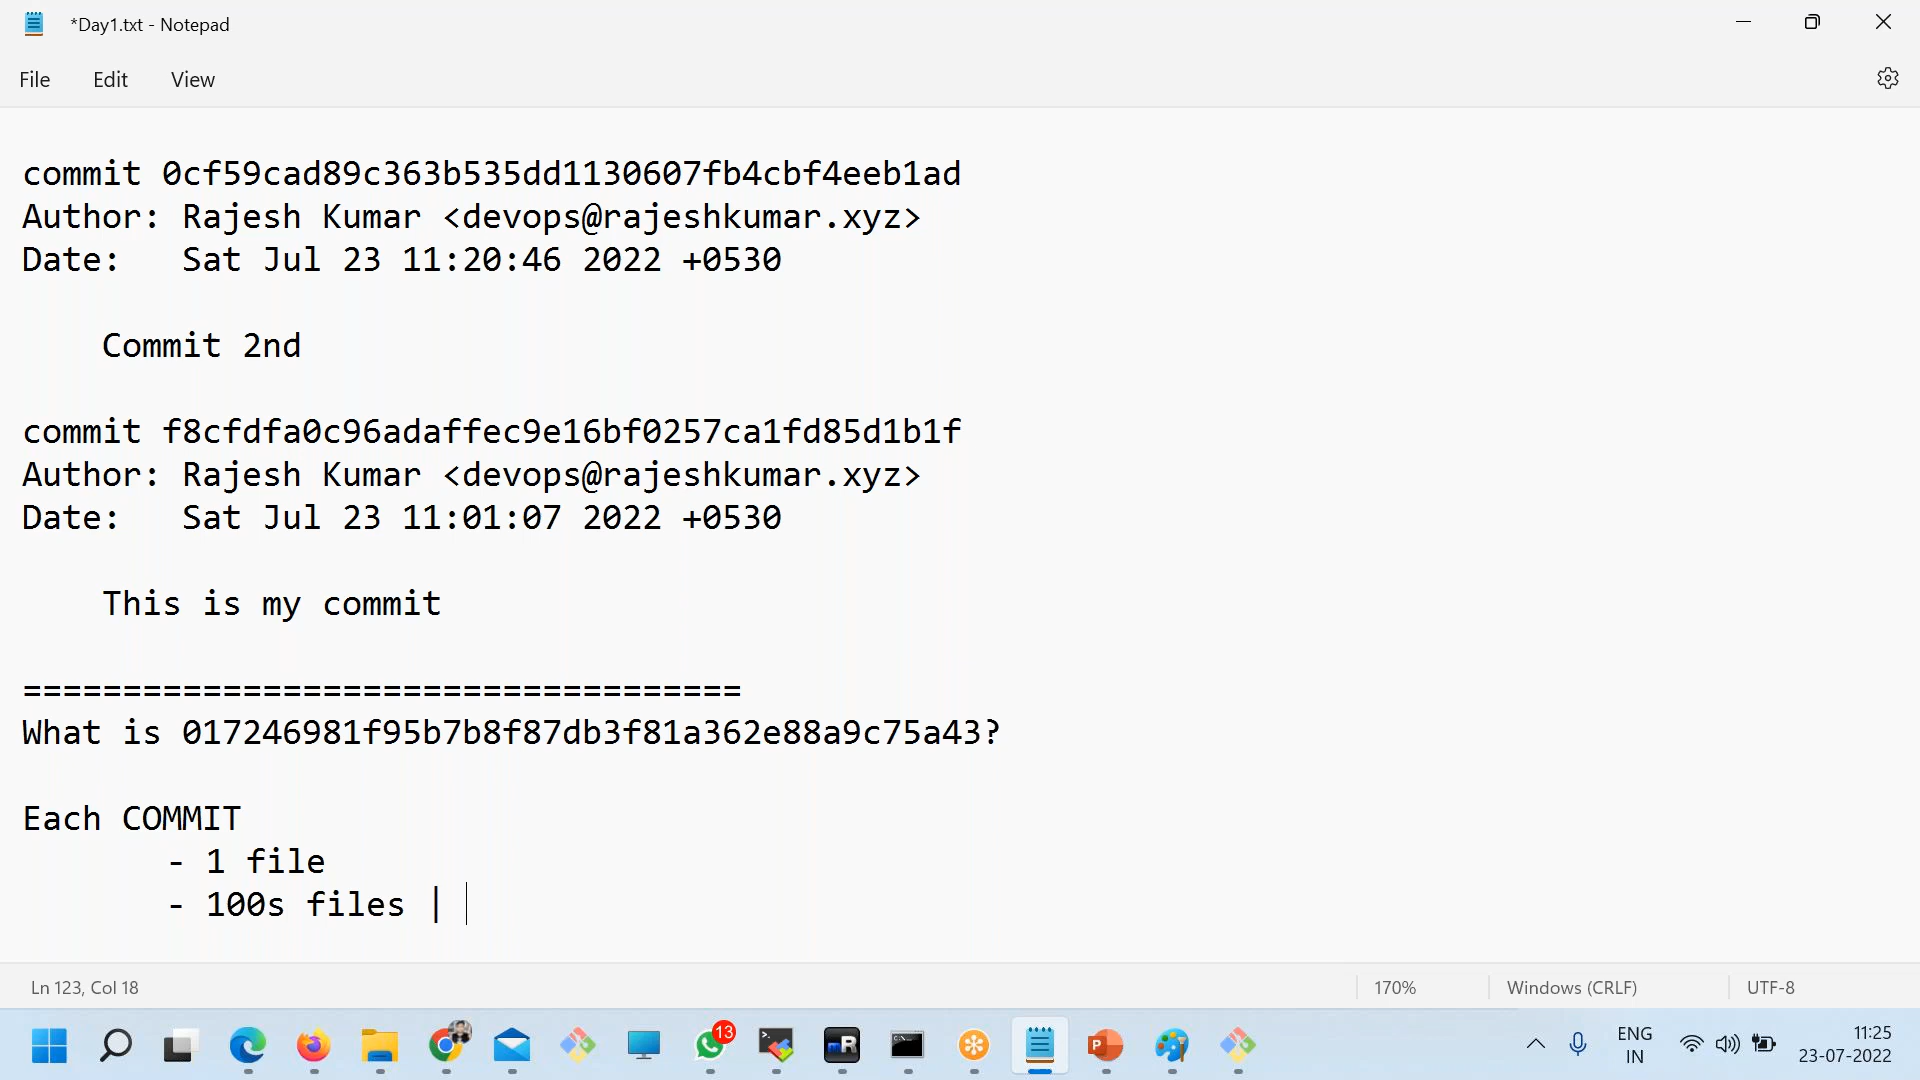 *Day1.txt - Notepad
File Edit View
commit 0cf59cad89c363b535dd1130607fb4cbf4eeb1ad
Author: Rajesh Kumar <devops@rajeshkumar.xyz>
Date:   Sat Jul 23 11:20:46 2022 +0530
Commit 2nd
commit f8cfdfa0c96adaffec9e16bf0257ca1fd85d1b1f
Author: Rajesh Kumar <devops@rajeshkumar.xyz>
Date:   Sat Jul 23 11:01:07 2022 +0530
This is my commit
====================================
What is 017246981f95b7b8f87db3f81a362e88a9c75a43?
Each COMMIT
- 1 file
- 100s files |
Ln 123, Col 18 170% Windows (CRLF) UTF-8
13
ENG
IN
11:25
23-07-2022